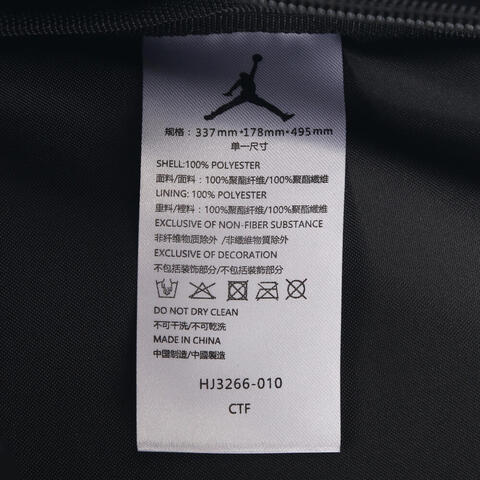 规格: 337mm*178mm*495mm
单一尺寸
SHELL:100% POLYESTER
面料/面料: 100%聚酯纤维/100%聚酯纖維
LINING: 100% POLYESTER
里料/裡料: 100%聚酯纤维/100%聚酯纖維
EXCLUSIVE OF NON-FIBER SUBSTANCE
非纤维物质除外 /非纖維物質除外
EXCLUSIVE OF DECORATION
不包括装饰部分/不包括裝飾部分
DO NOT DRY CLEAN
不可干洗/不可乾洗
MADE IN CHINA
中国制造/中國製造
HJ3266-010
CTF